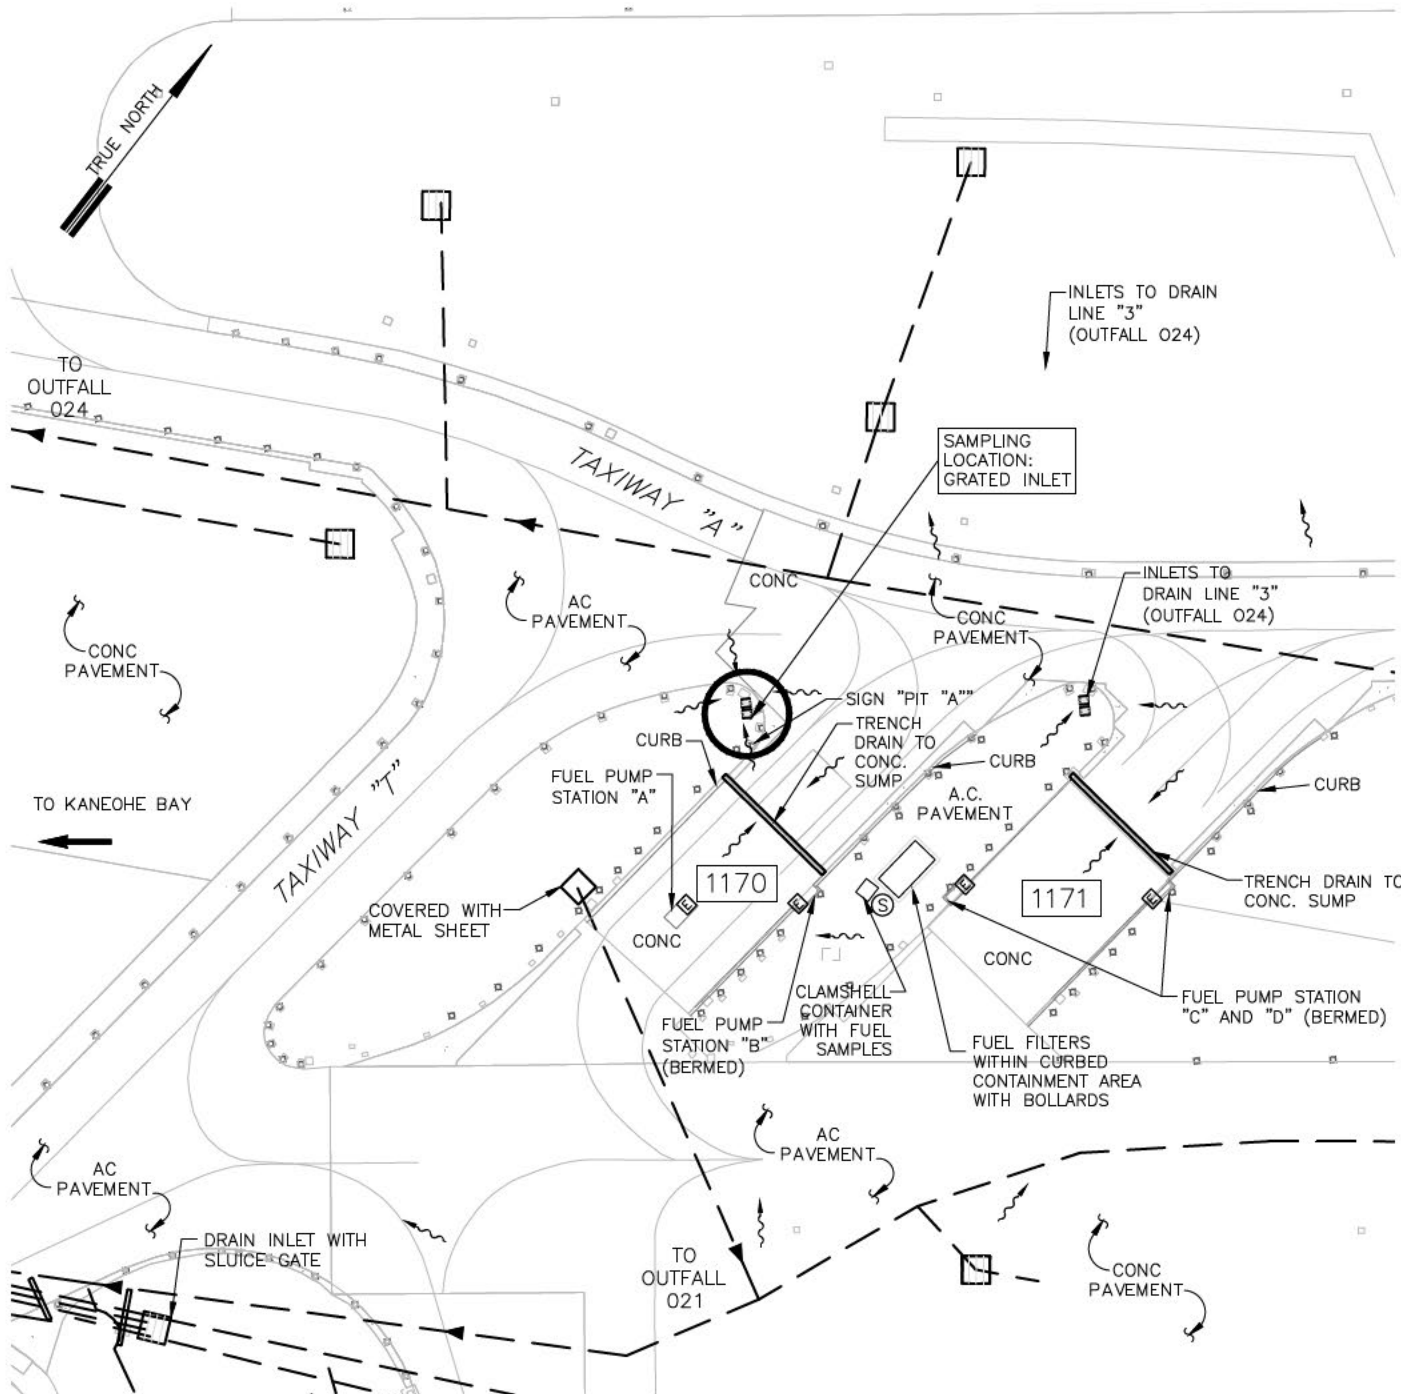 TRUE NORTH
INLETS TO DRAIN
LINE "3"
(OUTFALL 024)
TO
OUTFALL
024
SAMPLING
LOCATION:
GRATED INLET
TAXIWAY "A"
CONC
INLETS TO
DRAIN LINE "3"
(OUTFALL 024)
AC
PAVEMENT
CONC
PAVEMENT
CONC
PAVEMENT
SIGN "PIT "A""
TRENCH
DRAIN TO
CONC.
SUMP
CURB
CURB
CURB
FUEL PUMP
STATION "A"
A.C.
PAVEMENT
TO KANEOHE BAY
TAXIWAY "T"
1170
1171
TRENCH DRAIN TO
CONC. SUMP
E
E
E
E
S
COVERED WITH
METAL SHEET
CONC
CONC
CLAMSHELL
CONTAINER
WITH FUEL
SAMPLES
FUEL PUMP
STATION "B"
(BERMED)
FUEL PUMP STATION
"C" AND "D" (BERMED)
FUEL FILTERS
WITHIN CURBED
CONTAINMENT AREA
WITH BOLLARDS
AC
PAVEMENT
AC
PAVEMENT
DRAIN INLET WITH
SLUICE GATE
TO
OUTFALL
021
CONC
PAVEMENT